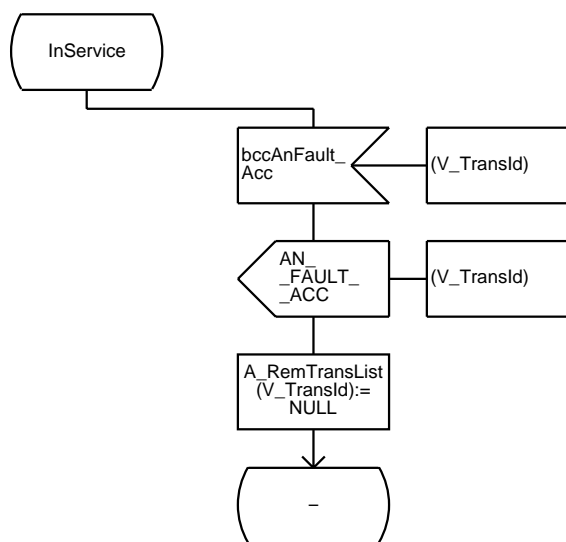 InService
bccAnFault_
Acc
(V_TransId)
AN_
_FAULT_
_ACC
(V_TransId)
A_RemTransList
(V_TransId):=
NULL
–